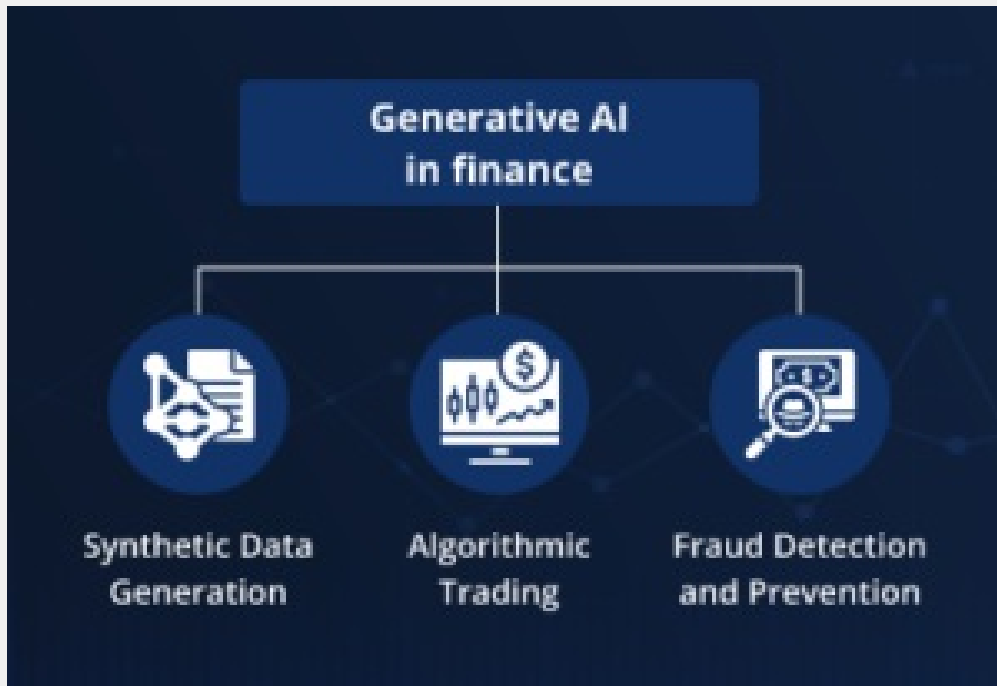 Generative AI
in finance
Synthetic Data
Generation
Algorithmic
Trading
Fraud Detection
and Prevention
$
$